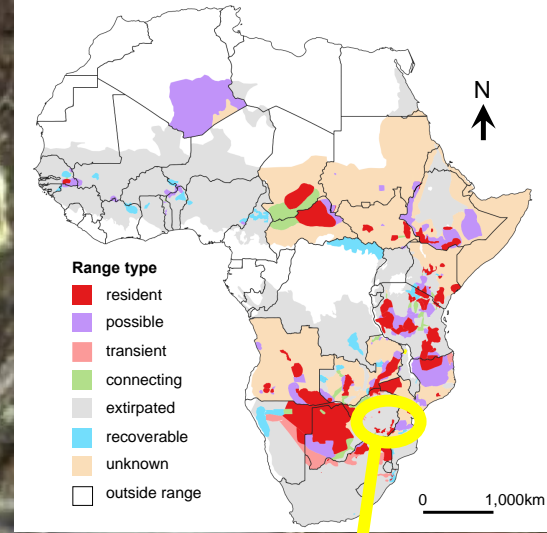 N
Range type
resident
possible
transient
connecting
extirpated
recoverable
unknown
outside range
0 1,000km